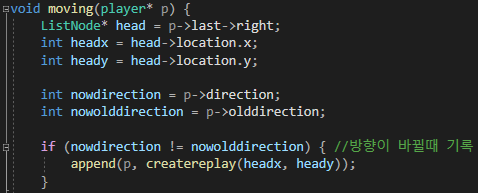 void moving(player* p) {
ListNode* head = p->last->right;
int headx = head->location.x;
int heady = head->location.y;
int nowdirection = p->direction;
int nowolddirection = p->olddirection;
if (nowdirection != nowolddirection) { //방향이 바뀔때 기록
append(p, createreplay(headx, heady));
}